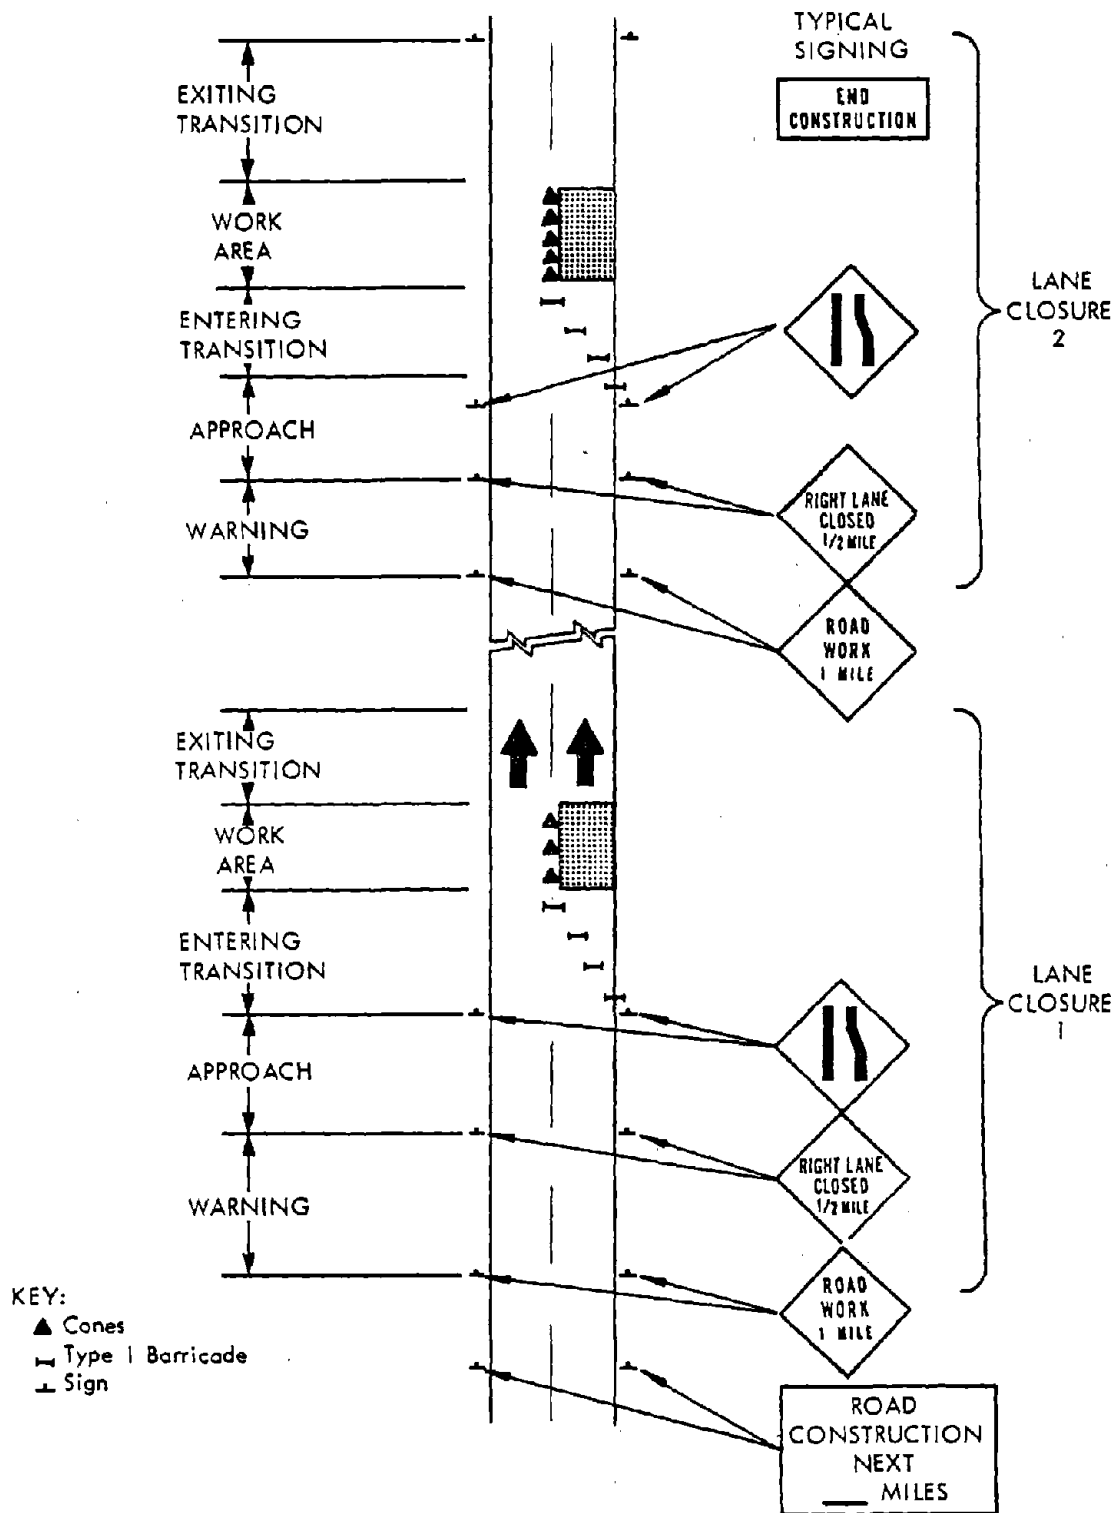 TYPICAL
SIGNING
END
CONSTRUCTION
EXITING
TRANSITION
WORK
AREA
ENTERING
TRANSITION
APPROACH
WARNING
RIGHT LANE
CLOSED
1/2 MILE
ROAD
WORK
1 MILE
LANE
CLOSURE
2
EXITING
TRANSITION
WORK
AREA
ENTERING
TRANSITION
APPROACH
WARNING
RIGHT LANE
CLOSED
1/2 MILE
ROAD
WORK
1 MILE
LANE
CLOSURE
1
KEY:
Cones
Type I Barricade
Sign
ROAD
CONSTRUCTION
NEXT
___ MILES